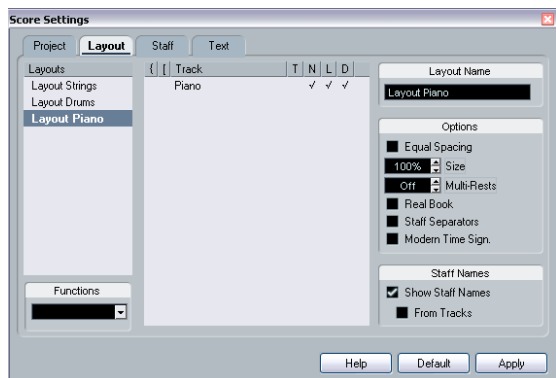 Score Settings
Project Layout Staff Text
Layouts
Layout Strings
Layout Drums
Layout Piano
Functions
{ [ Track T N L D
Piano √ √ √
Layout Name
Layout Piano
Options
Equal Spacing
100% Size
Off Multi-Rests
Real Book
Staff Separators
Modern Time Sign.
Staff Names
Show Staff Names
From Tracks
Help Default Apply